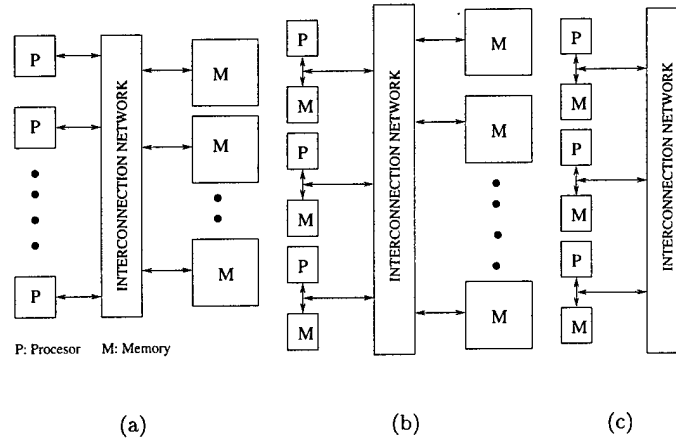 P
P
P
INTERCONNECTION NETWORK
M
M
M
P: Procesor M: Memory
(a)
P
M
P
M
P
M
INTERCONNECTION NETWORK
M
M
M
(b)
P
M
P
M
P
M
INTERCONNECTION NETWORK
(c)